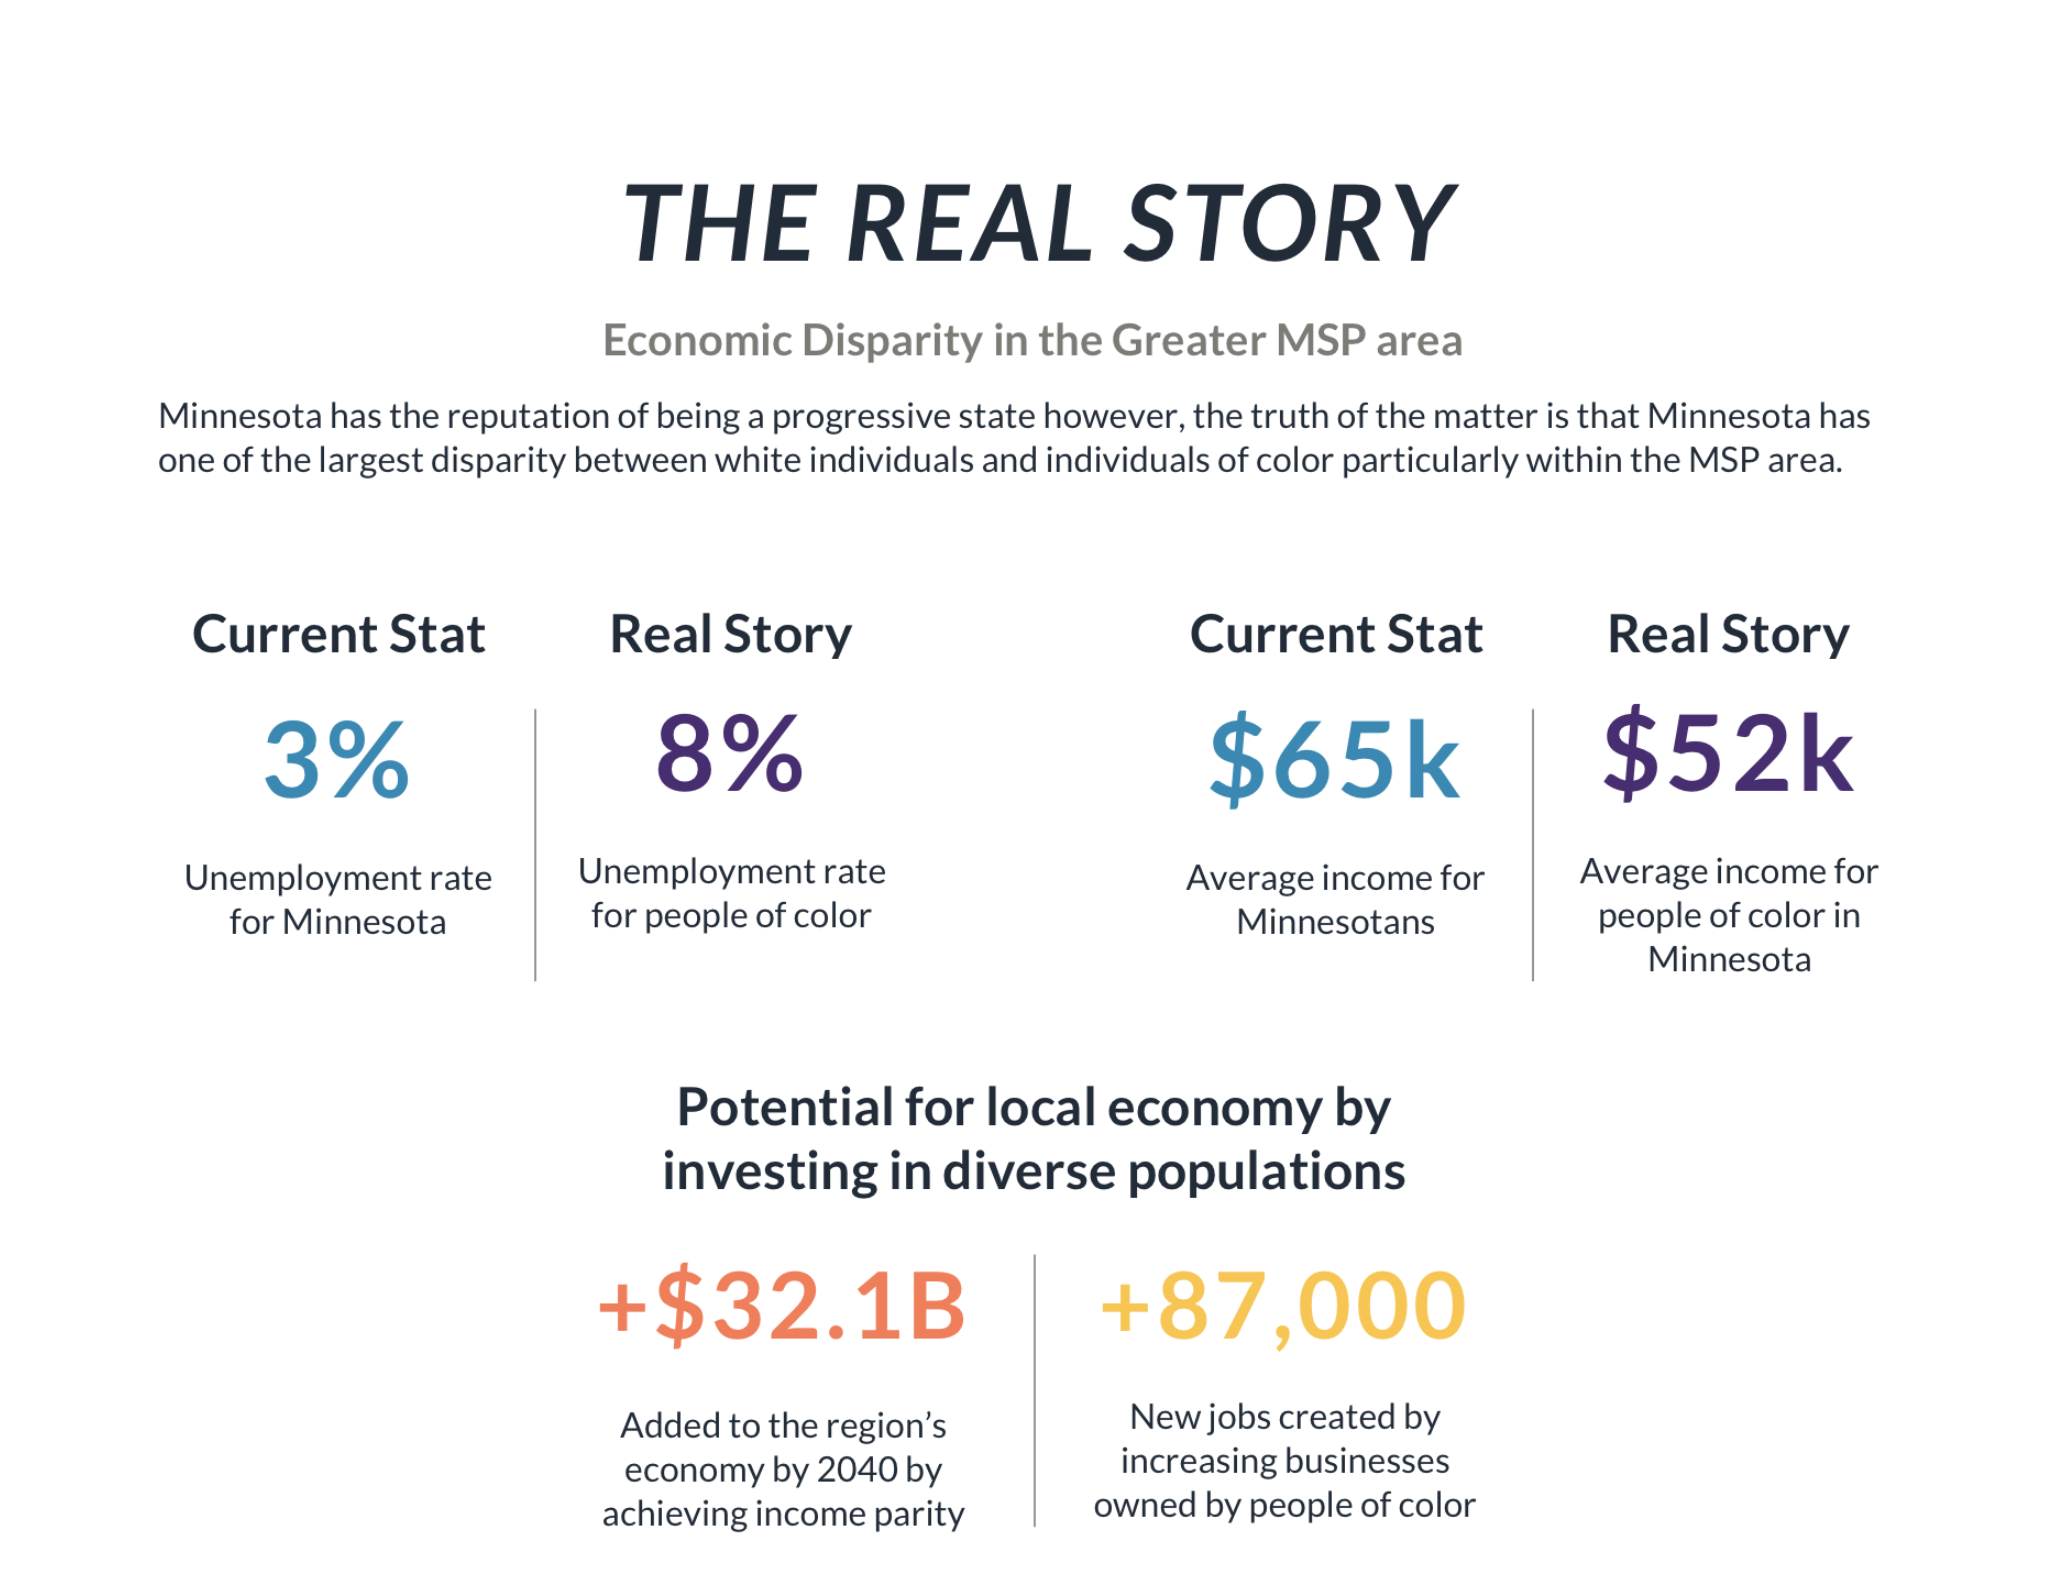 THE REAL STORY
Economic Disparity in the Greater MSP area
Minnesota has the reputation of being a progressive state however, the truth of the matter is that Minnesota has
one of the largest disparity between white individuals and individuals of color particularly within the MSP area.
Current Stat
3%
Unemployment rate
for Minnesota
Real Story
8%
Unemployment rate
for people of color
Current Stat
$65k
Average income for
Minnesotans
Real Story
$52k
Average income for
people of color in
Minnesota
Potential for local economy by
investing in diverse populations
+$32.1B
Added to the region’s
economy by 2040 by
achieving income parity
+87,000
New jobs created by
increasing businesses
owned by people of color